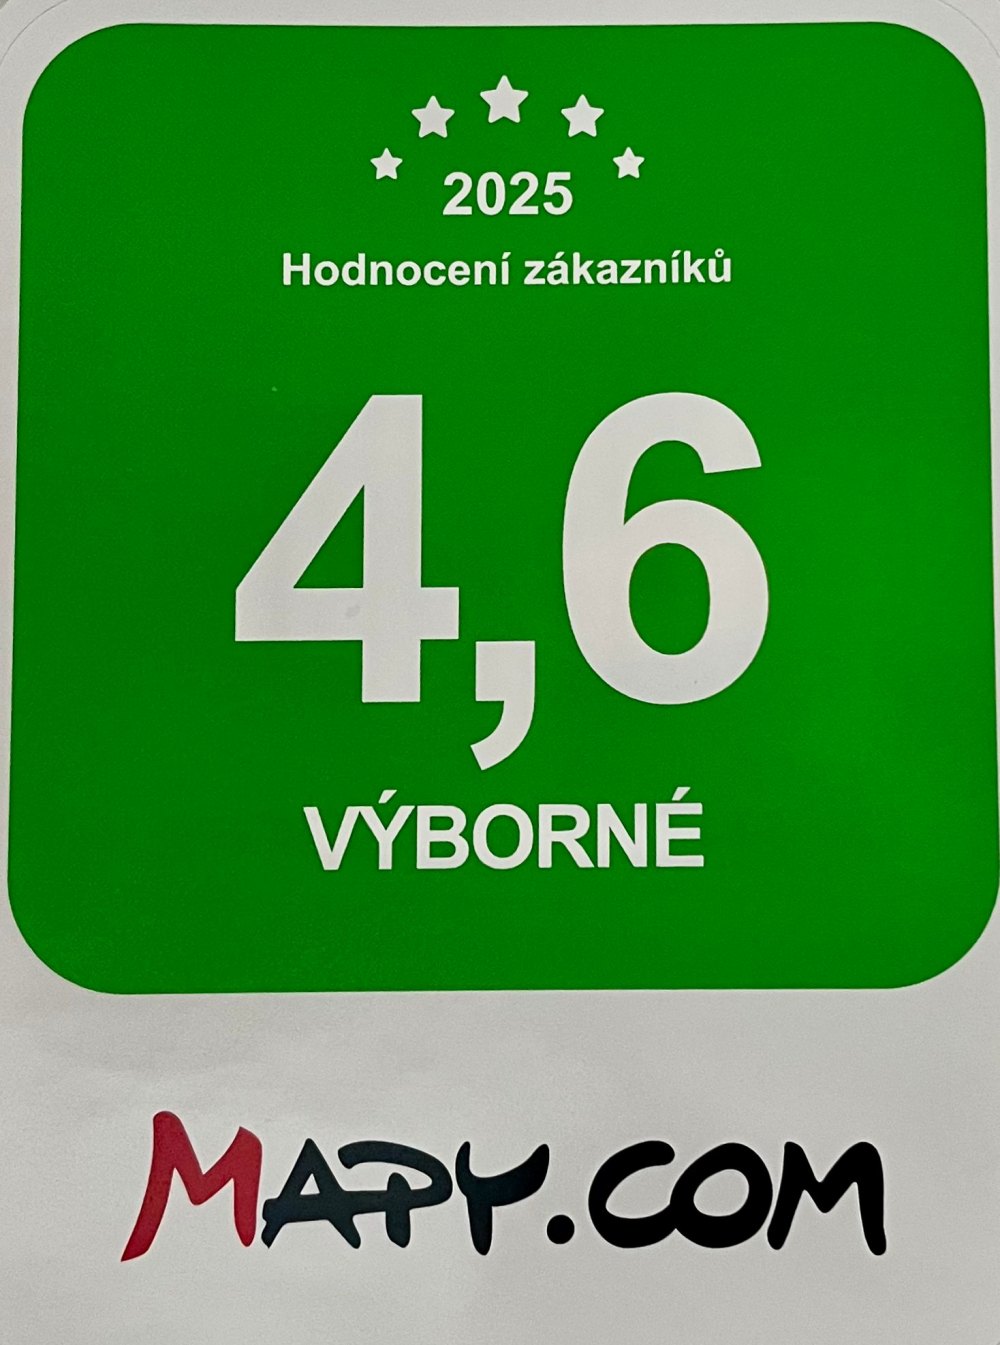 2025
Hodnocení zákazníků
4,6
VÝBORNÉ
MAPY.COM